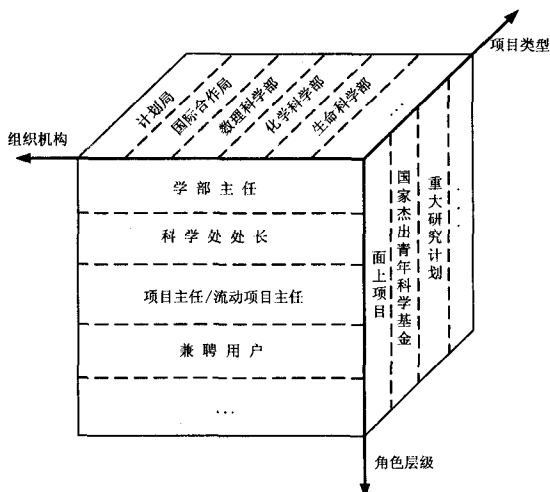 项目类型
计划局
国际合作局
数理科学部
化学科学部
生命科学部
…
组织机构
学部主任
科学处处长
项目主任/流动项目主任
兼聘用户
…
面上项目
国家杰出青年科学基金
重大研究计划
…
角色层级